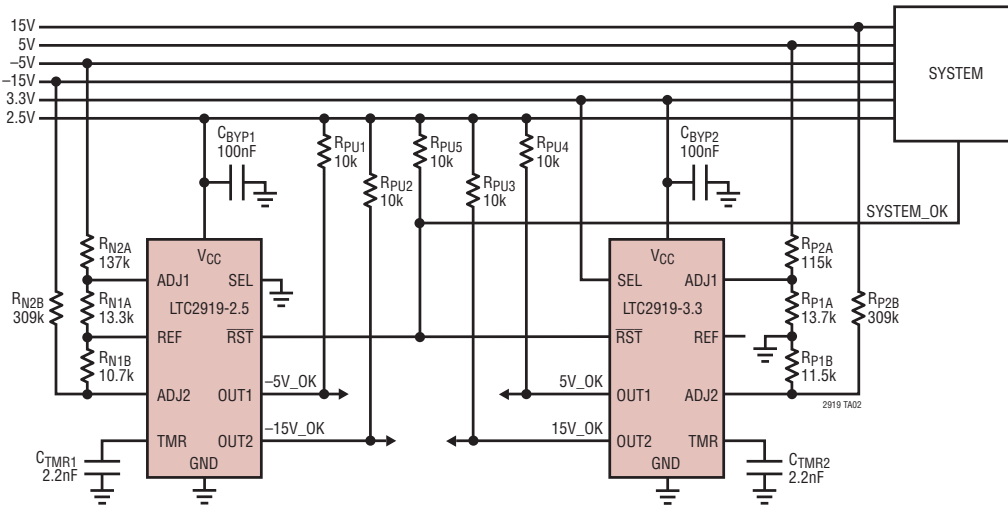 15V
5V
–5V
–15V
3.3V
2.5V
SYSTEM
CBYP1
100nF
RPU1
10k
RPU2
10k
RPU5
10k
RPU3
10k
RPU4
10k
CBYP2
100nF
SYSTEM_OK
RN2A
137k
RN2B
309k
RN1A
13.3k
RN1B
10.7k
VCC
ADJ1
SEL
LTC2919-2.5
REF
RST
ADJ2
OUT1
TMR
OUT2
GND
–5V_OK
–15V_OK
CTMR1
2.2nF
5V_OK
15V_OK
VCC
SEL
ADJ1
LTC2919-3.3
RST
REF
OUT1
ADJ2
OUT2
TMR
GND
RP2A
115k
RP1A
13.7k
RP2B
309k
RP1B
11.5k
2919 TA02
CTMR2
2.2nF